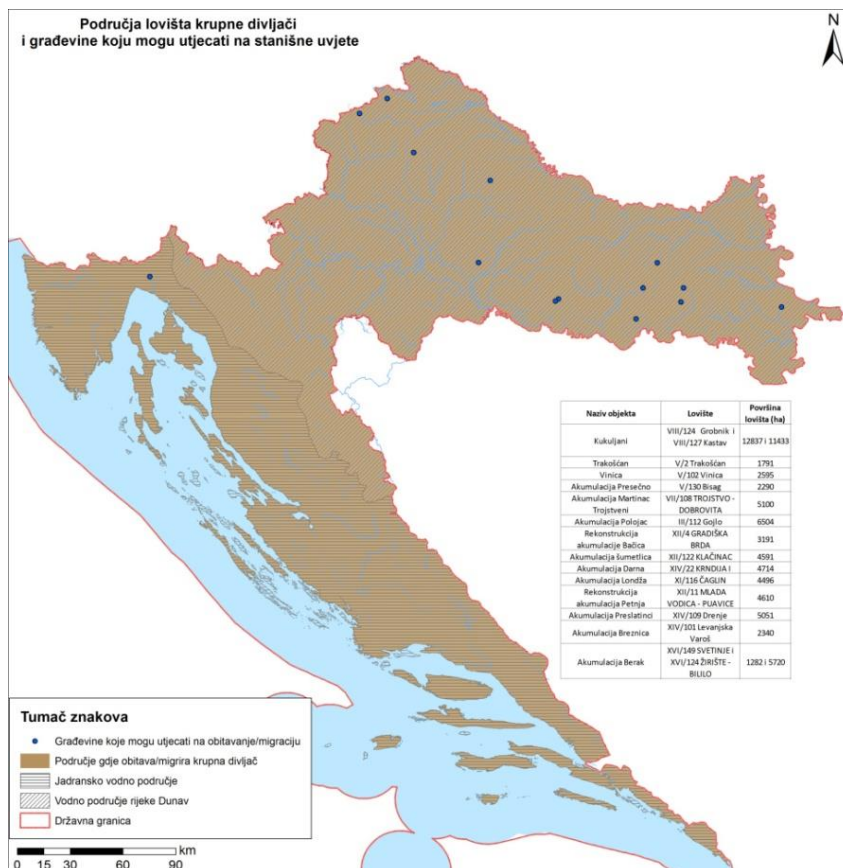 Područja lovišta krupne divljači
i građevine koju mogu utjecati na stanišne uvjete
N
Naziv objekta Lovište Površina lovišta (ha)
Kukuljani VIII/124 Grobnik i VIII/127 Kastav 12837 i 11433
Trakošćan V/2 Trakošćan 1791
Vinica V/102 Vinica 2595
Akumulacija Presečno V/130 Bisag 2290
Akumulacija Martinac Trojstveni VII/108 TROJSTVO - DOBROVITA 5100
Akumulacija Polojac III/112 Gojlo 6504
Rekonstrukcija akumulacije Bačica XII/4 GRADIŠKA BRDA 3191
Akumulacija šumetlica XII/122 KLAČINAC 4591
Akumulacija Darna XIV/22 KRNDIJA I 4714
Akumulacija Londža XI/116 ČAGLIN 4496
Rekonstrukcija akumulacija Petnja XII/11 MLADA VODICA - PIJAVICE 4610
Akumulacija Preslatinci XIV/109 Drenje 5051
Akumulacija Breznica XIV/101 Levanjska Varoš 2340
Akumulacija Berak XVI/149 SVETINJE i XVI/124 ŽIRIŠTE - BILILO 1282 i 5720
Tumač znakova
Građevine koje mogu utjecati na obitavanje/migraciju
Područje gdje obitava/migrira krupna divljač
Jadransko vodno područje
Vodno područje rijeke Dunav
Državna granica
km
0 15 30 60 90